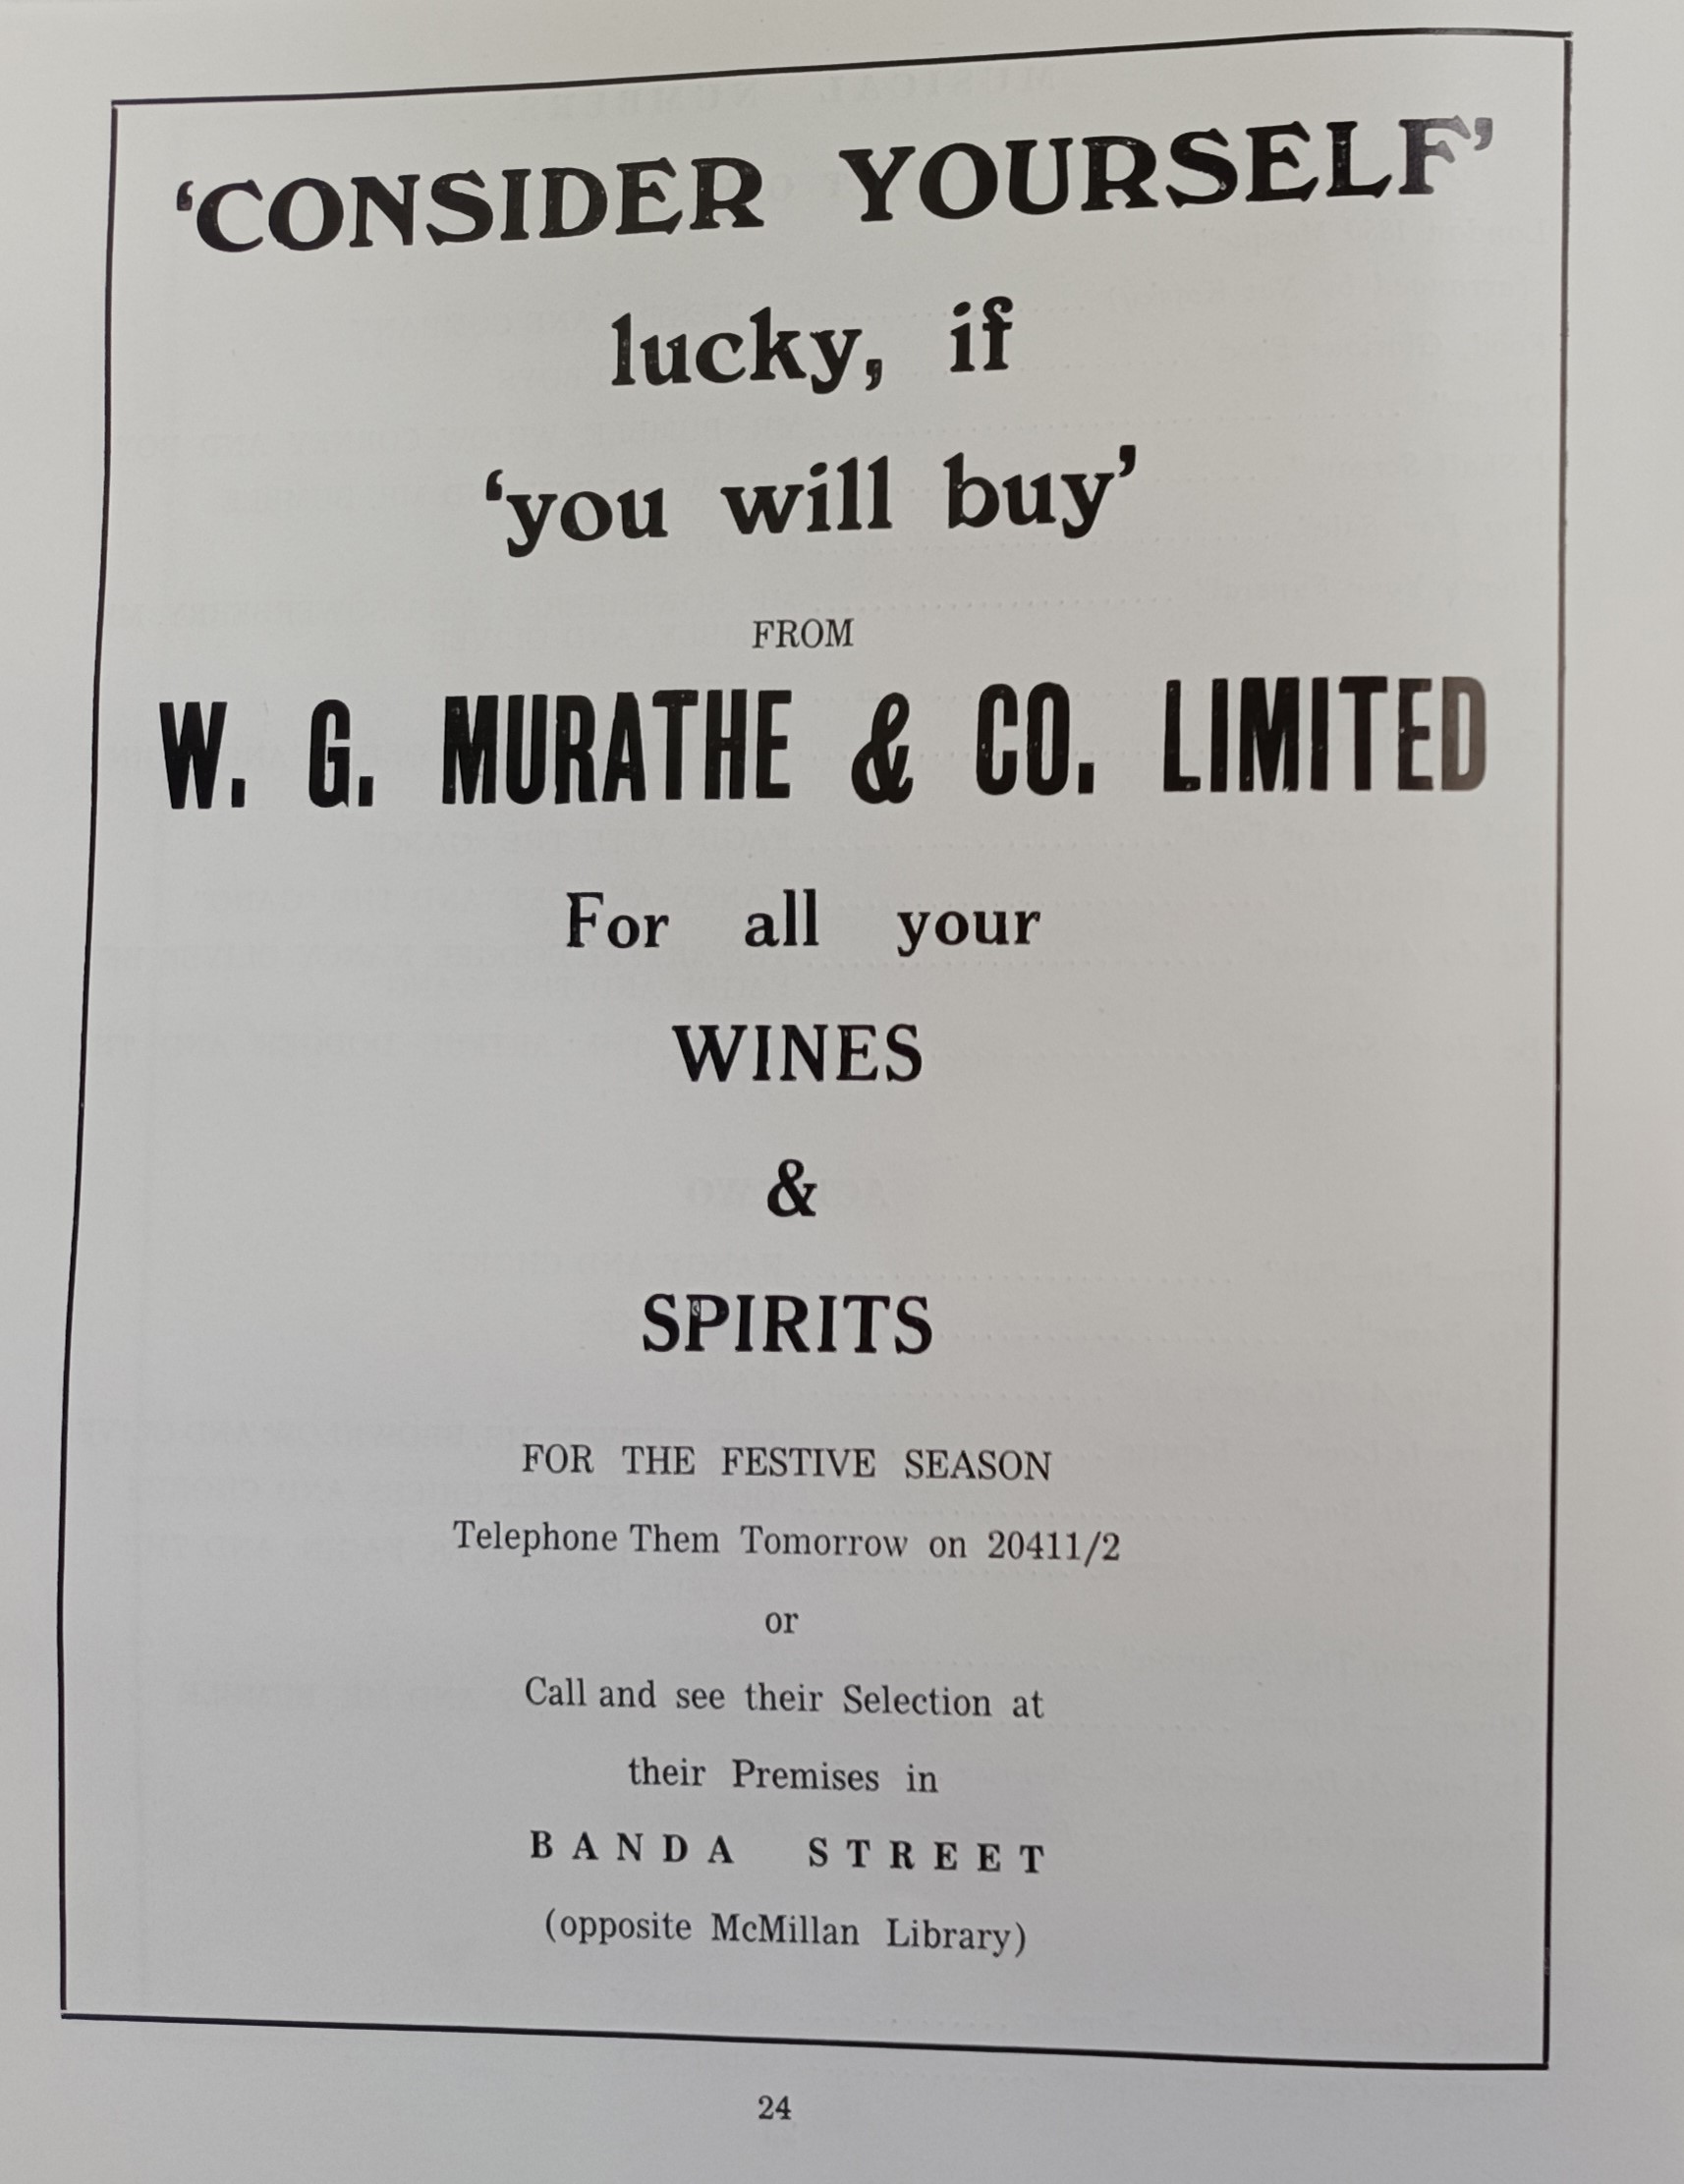 ‘CONSIDER YOURSELF’
lucky, if
‘you will buy’
FROM
W. G. MURATHE & CO. LIMITED
For all your
WINES
&
SPIRITS
FOR THE FESTIVE SEASON
Telephone Them Tomorrow on 20411/2
or
Call and see their Selection at
their Premises in
BANDA STREET
(opposite McMillan Library)
24